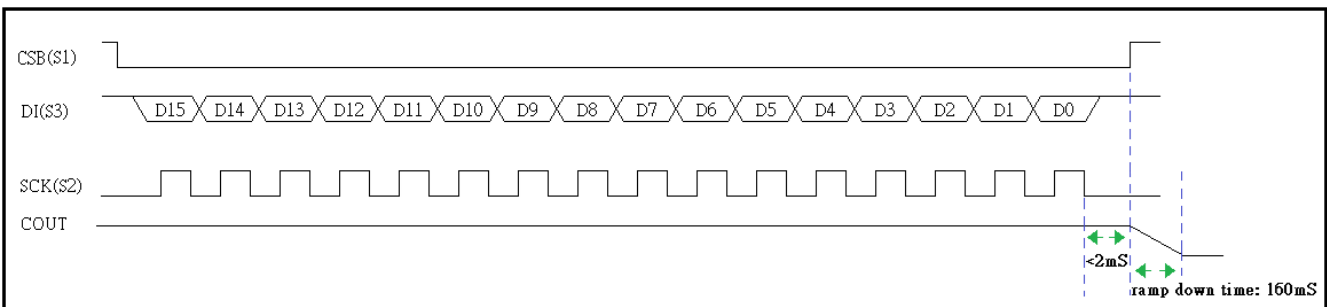 CSB(S1)
DI(S3) D15 D14 D13 D12 D11 D10 D9 D8 D7 D6 D5 D4 D3 D2 D1 D0
SCK(S2)
COUT
<2mS
ramp down time: 160mS